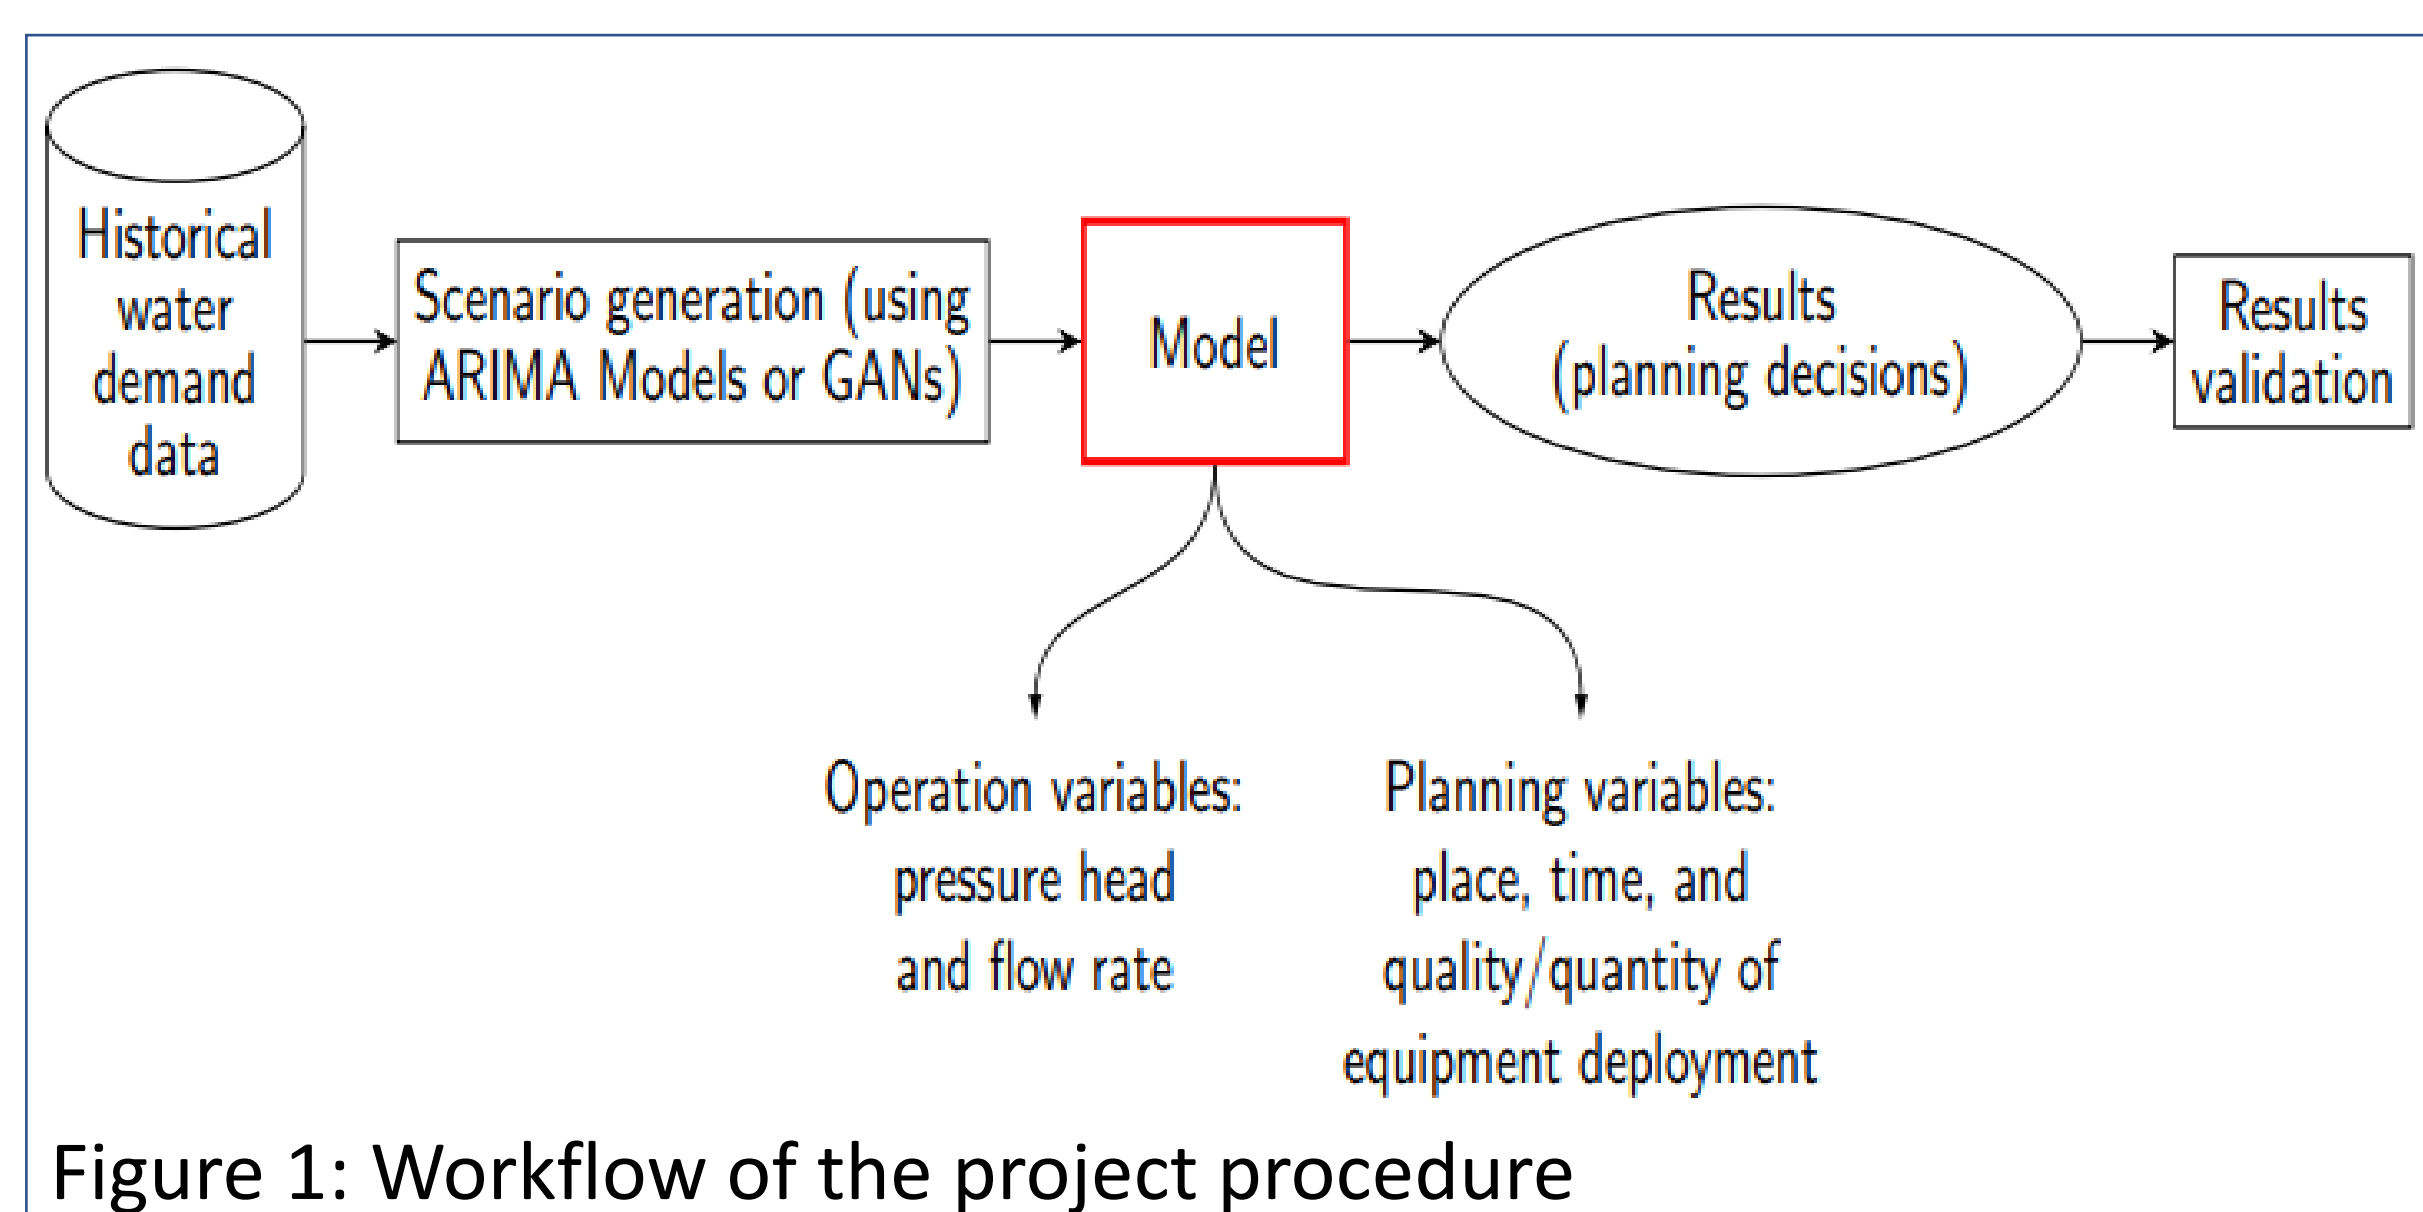 Historical
water
demand
data
Scenario generation (using
ARIMA Models or GANs)
Model
Results
(planning decisions)
Results
validation
Operation variables:
pressure head
and flow rate
Planning variables:
place, time, and
quality/quantity of
equipment deployment
Figure 1: Workflow of the project procedure